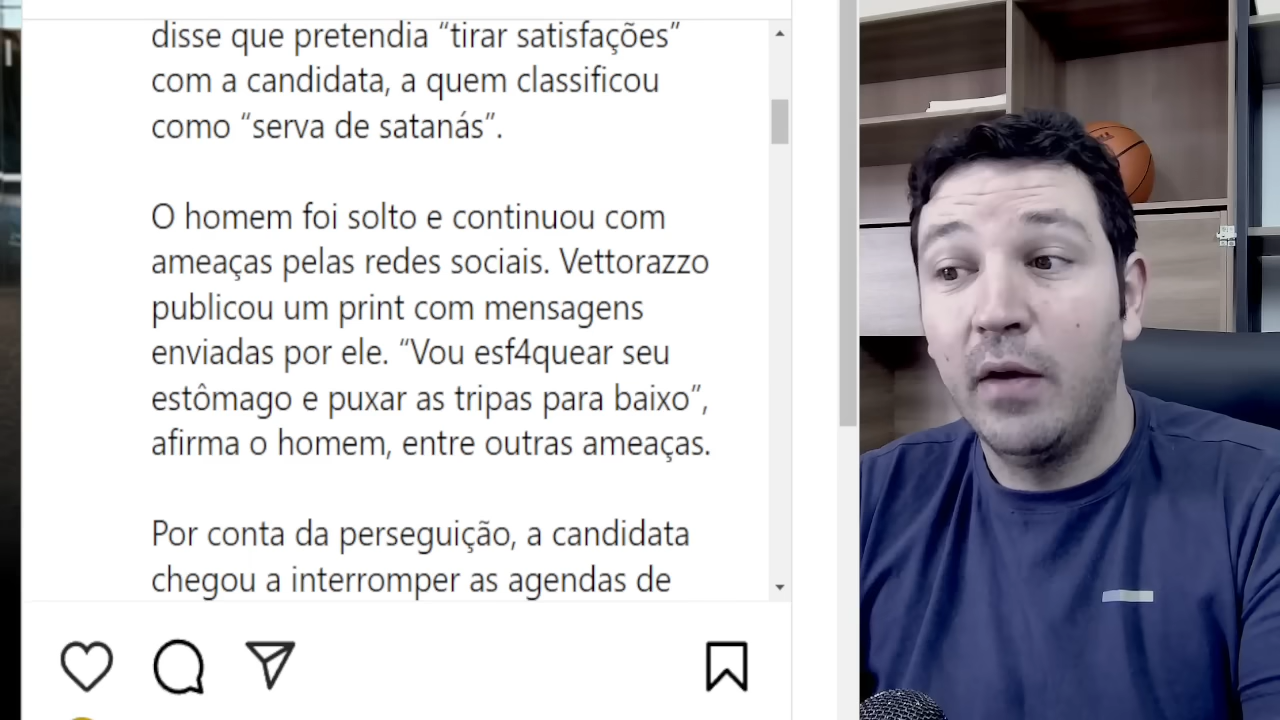 disse que pretendia “tirar satisfações”
com a candidata, a quem classificou
como “serva de satanás”.
O homem foi solto e continuou com
ameaças pelas redes sociais. Vettorazzo
publicou um print com mensagens
enviadas por ele. “Vou esf4quear seu
estômago e puxar as tripas para baixo”,
afirma o homem, entre outras ameaças.
Por conta da perseguição, a candidata
chegou a interromper as agendas de